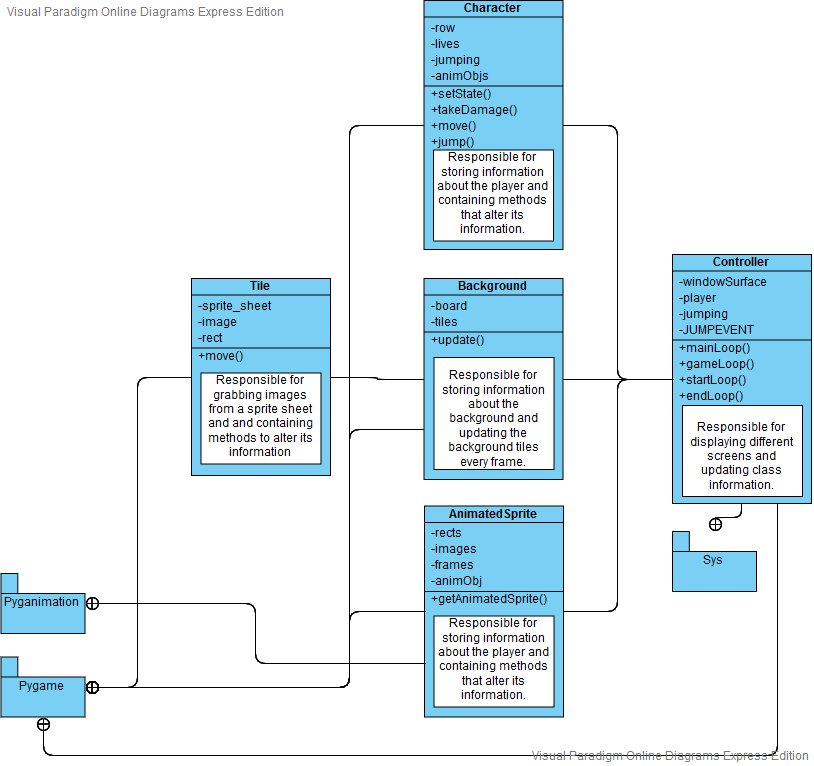 Visual Paradigm Online Diagrams Express Edition
Character
-row
-lives
-jumping
-animObjs
+setState()
+takeDamage()
+move()
+jump()
Responsible for
storing information
about the player and
containing methods
that alter its
information.
Tile
-sprite_sheet
-image
-rect
+move()
Responsible for
grabbing images
from a sprite sheet
and and containing
methods to alter its
information
Background
-board
-tiles
+update()
Responsible for
storing information
about the
background and
updating the
background tiles
every frame.
Controller
-windowSurface
-player
-jumping
-JUMPEVENT
+mainLoop()
+gameLoop()
+startLoop()
+endLoop()
Responsible for
displaying different
screens and
updating class
information.
AnimatedSprite
-rects
-images
-frames
-animObj
+getAnimatedSprite()
Responsible for
storing information
about the player and
containing methods
that alter its
information.
Sys
Pyganimation
Pygame
Visual Paradigm Online Diagrams Express Edition